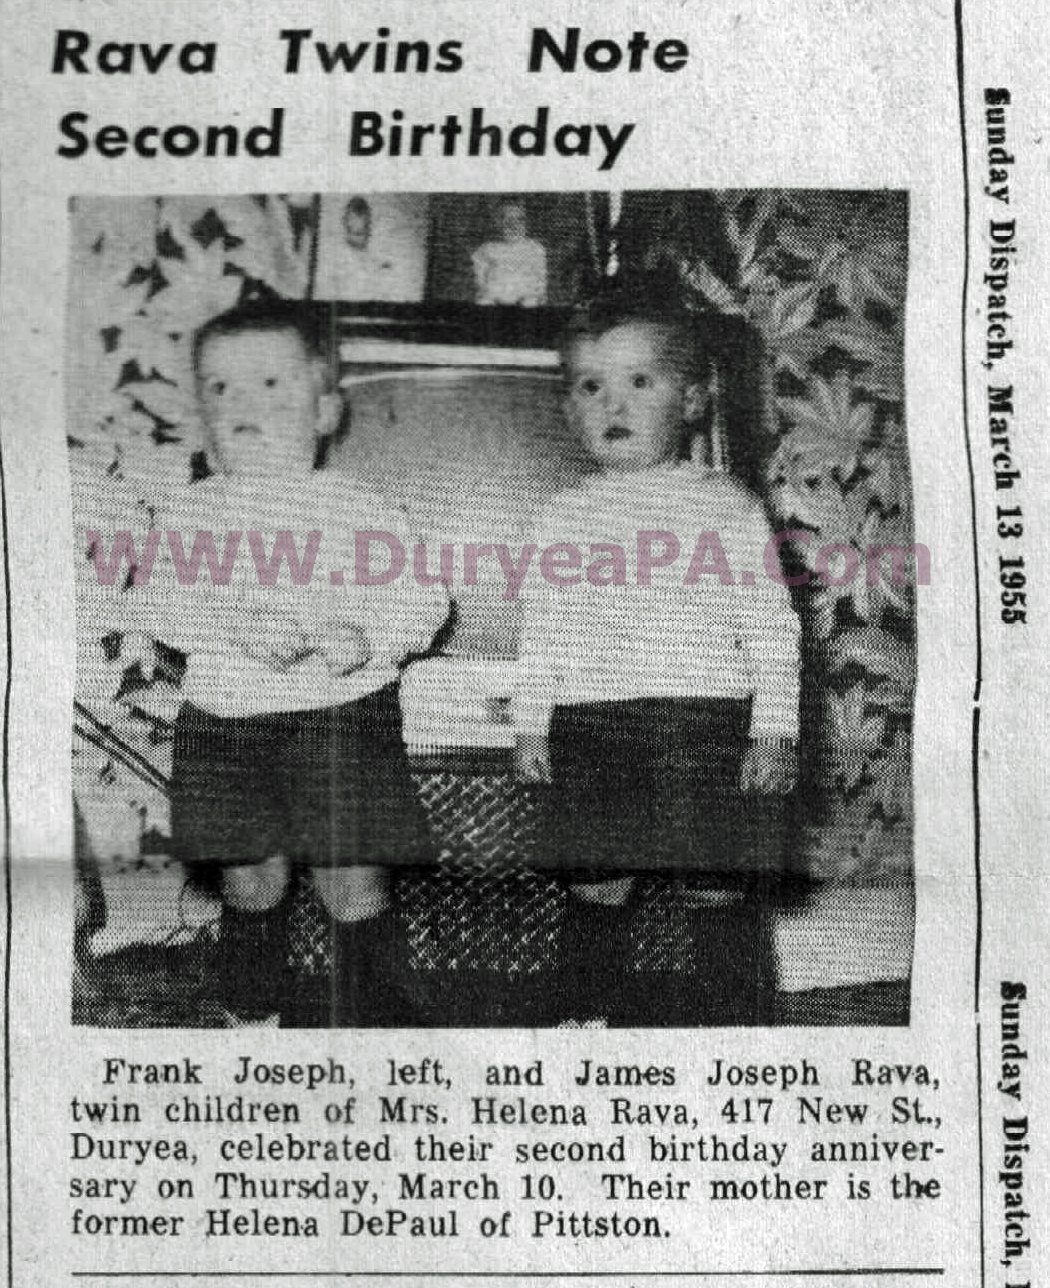 Rava Twins Note
Second Birthday
WWW.DuryeaPA.Com
Frank Joseph, left, and James Joseph Rava,
twin children of Mrs. Helena Rava, 417 New St.,
Duryea, celebrated their second birthday anniver-
sary on Thursday, March 10. Their mother is the
former Helena DePaul of Pittston.
Sunday Dispatch, March 13 1955
Sunday Dispatch,